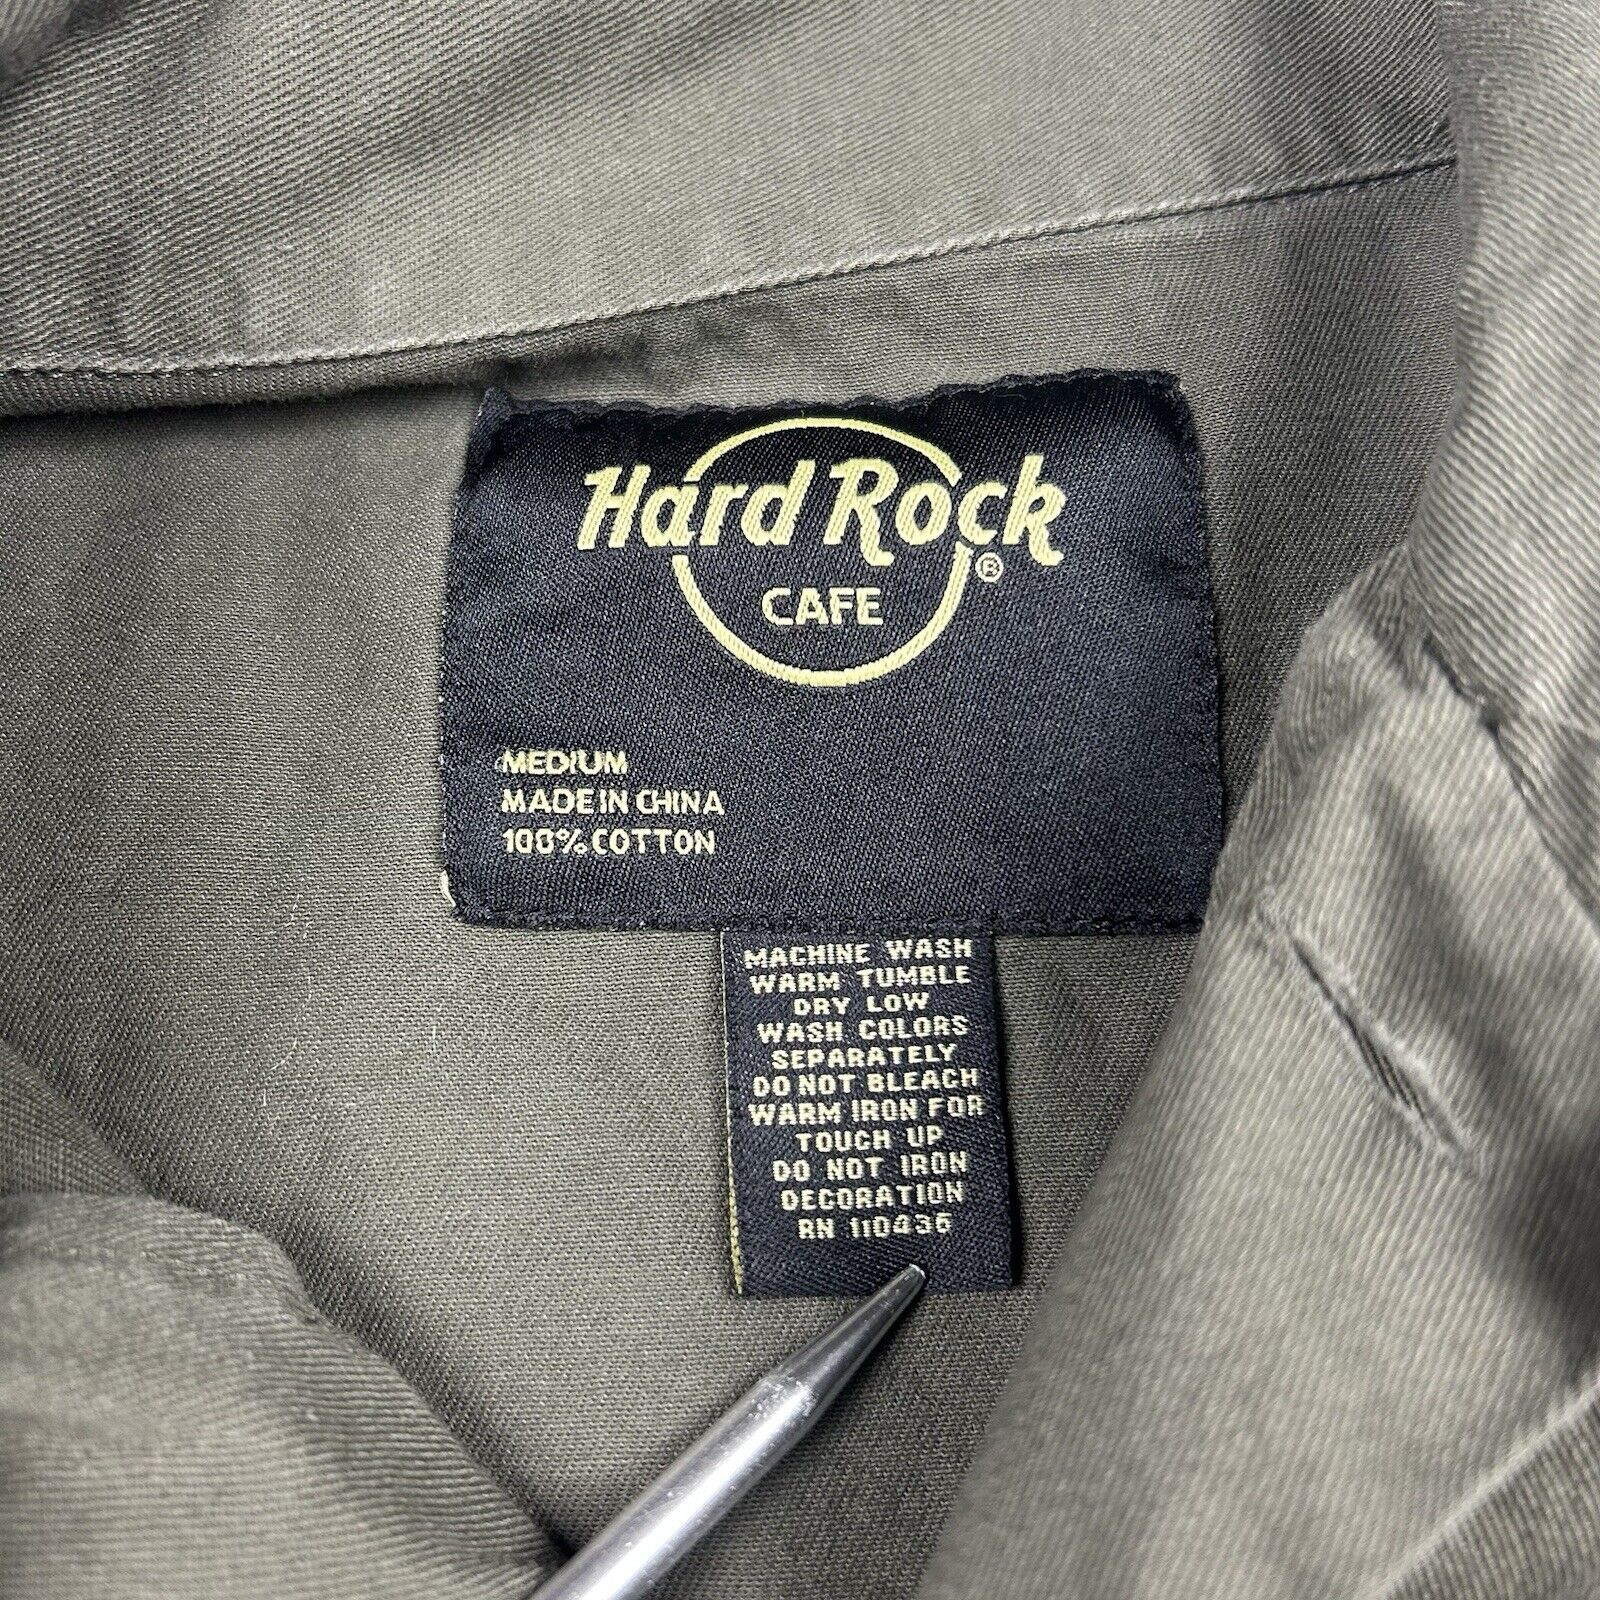 Hard Rock
®
CAFE
MEDIUM
MADE IN CHINA
100% COTTON
MACHINE WASH
WARM TUMBLE
DRY LOW
WASH COLORS
SEPARATELY
DO NOT BLEACH
WARM IRON FOR
TOUCH UP
DO NOT IRON
DECORATION
RN 110436